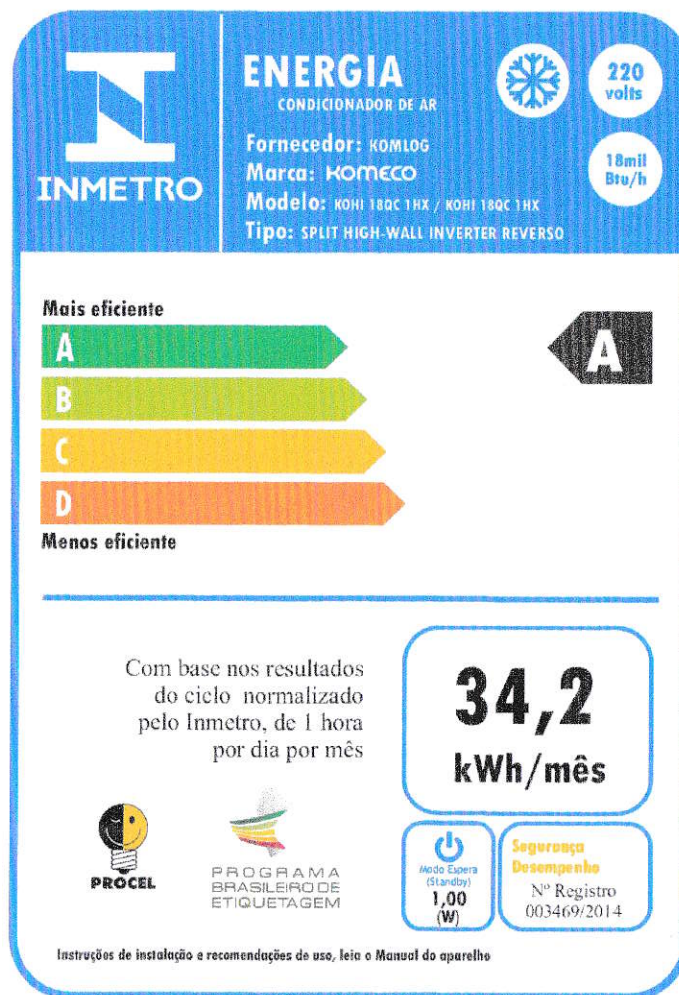 INMETRO
ENERGIA
CONDICIONADOR DE AR
220
volts
18mil
Btu/h
Fornecedor: KOMLOG
Marca: KOMECO
Modelo: KOHI 18QC 1HX / KOHI 18QC 1HX
Tipo: SPLIT HIGH-WALL INVERTER REVERSO
Mais eficiente
A
A
B
C
D
Menos eficiente
Com base nos resultados
do ciclo normalizado
pelo Inmetro, de 1 hora
por dia por mês
34,2
kWh/mês
PROCEL
PROGRAMA
BRASILEIRO DE
ETIQUETAGEM
Modo Espera
(Standby)
1,00
(W)
Segurança
Desempenho
Nº Registro
003469/2014
Instruções de instalação e recomendações de uso, leia o Manual do aparelho